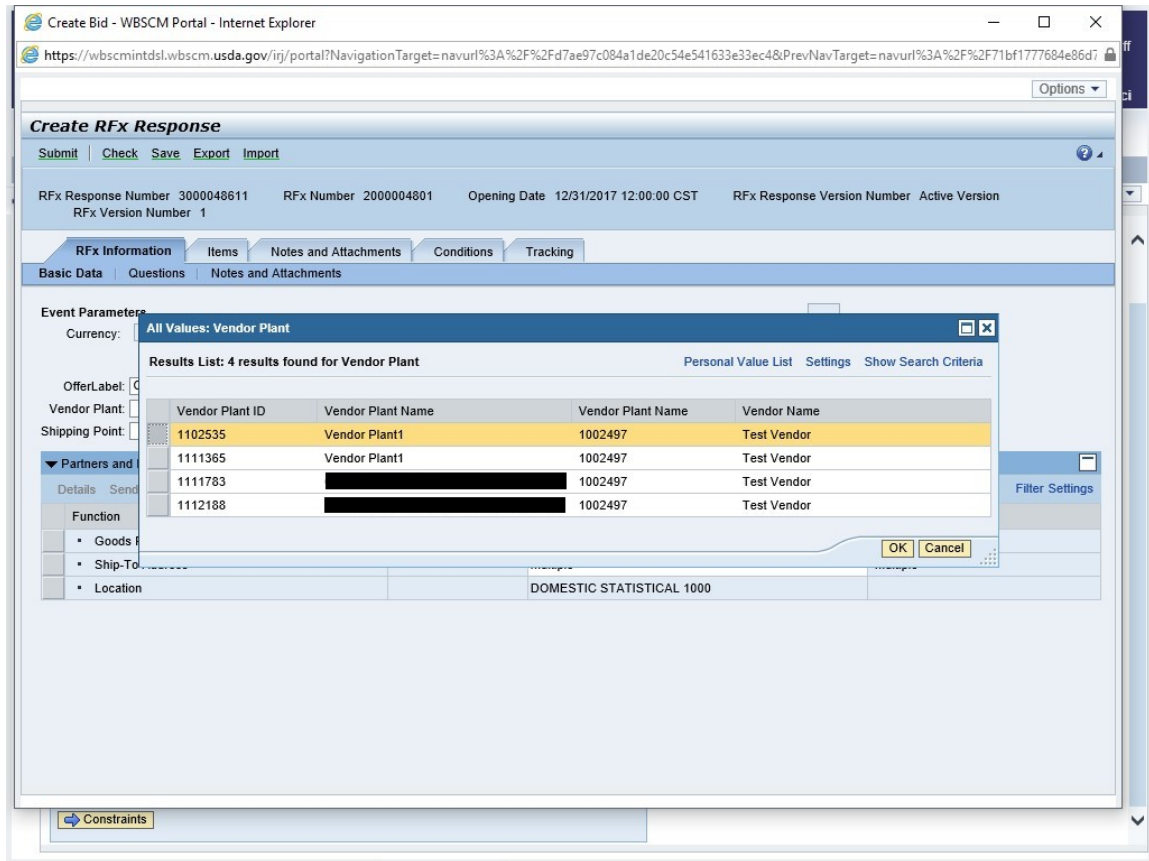 Create Bid - WBSCM Portal - Internet Explorer
https://wbscmintdsl.wbscm.usda.gov/irj/portal?NavigationTarget=navurl%3A%2F%2Fd7ae97c084a1de20c54e541633e33ec4&PrevNavTarget=navurl%3A%2F%2F71bf1777684e86d7
ff
Options
ci
Create RFx Response
Submit | Check Save Export Import
RFx Response Number 3000048611 RFx Number 2000004801 Opening Date 12/31/2017 12:00:00 CST RFx Response Version Number Active Version
RFx Version Number 1
RFx Information Items Notes and Attachments Conditions Tracking
Basic Data | Questions | Notes and Attachments
Event Parameters
Currency:
All Values: Vendor Plant
Results List: 4 results found for Vendor Plant Personal Value List Settings Show Search Criteria
OfferLabel:
Vendor Plant: Vendor Plant ID Vendor Plant Name Vendor Plant Name Vendor Name
Shipping Point: 1102535 Vendor Plant1 1002497 Test Vendor
1111365 Vendor Plant1 1002497 Test Vendor
Partners and
1111783 1002497 Test Vendor
Details Send Filter Settings
1112188 1002497 Test Vendor
Function
Goods
OK Cancel
Ship-To
Location DOMESTIC STATISTICAL 1000
Constraints